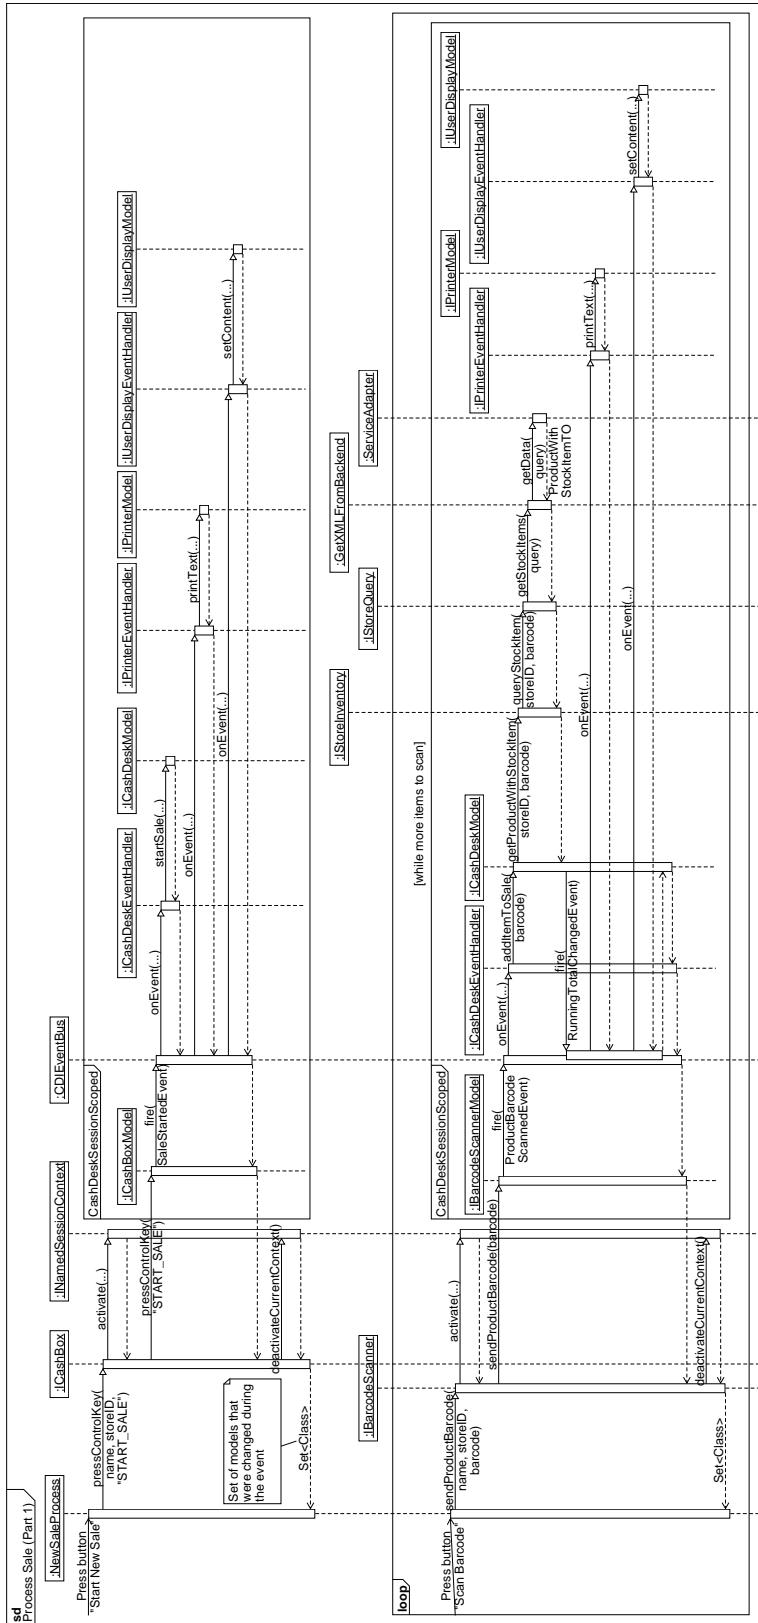 sd
Process Sale (Part 1)
:NewSaleProcess
:ICashBox
:INamedSessionContext
:CDIEventBus
Press button
"Start New Sale"
pressControlKey(
name, storeID,
"START_SALE")
activate(...)
pressControlKey(
"START_SALE")
deactivateCurrentContext()
Set of models that
were changed during
the event
Set<Class>
CashDeskSessionScoped
:ICashBoxModel
:ICashDeskEventHandler
:ICashDeskModel
:IPrinterEventHandler
:IPrinterModel
:IUserDisplayEventHandler
:IUserDisplayModel
fire(
SaleStartedEvent)
onEvent(...)
startSale(...)
onEvent(...)
printText(...)
onEvent(...)
setContent(...)
:IBarcodeScanner
:IStoreInventory
:IStoreQuery
:GetXMLFromBackend
:ServiceAdapter
loop
[while more items to scan]
Press button
"Scan Barcode"
sendProductBarcode(
name, storeID,
barcode)
activate(...)
sendProductBarcode(barcode)
deactivateCurrentContext()
Set<Class>
CashDeskSessionScoped
:IBarcodeScannerModel
:ICashDeskEventHandler
:ICashDeskModel
:IPrinterEventHandler
:IPrinterModel
:IUserDisplayEventHandler
:IUserDisplayModel
fire(
ProductBarcode
ScannedEvent)
onEvent(...)
addItemToSale(
barcode)
getProductWithStockItem(
storeID, barcode)
queryStockItem(
storeID, barcode)
getStockItems(
query)
getData(
query)
ProductWith
StockItemTO
fire(
RunningTotalChangedEvent)
onEvent(...)
printText(...)
onEvent(...)
setContent(...)